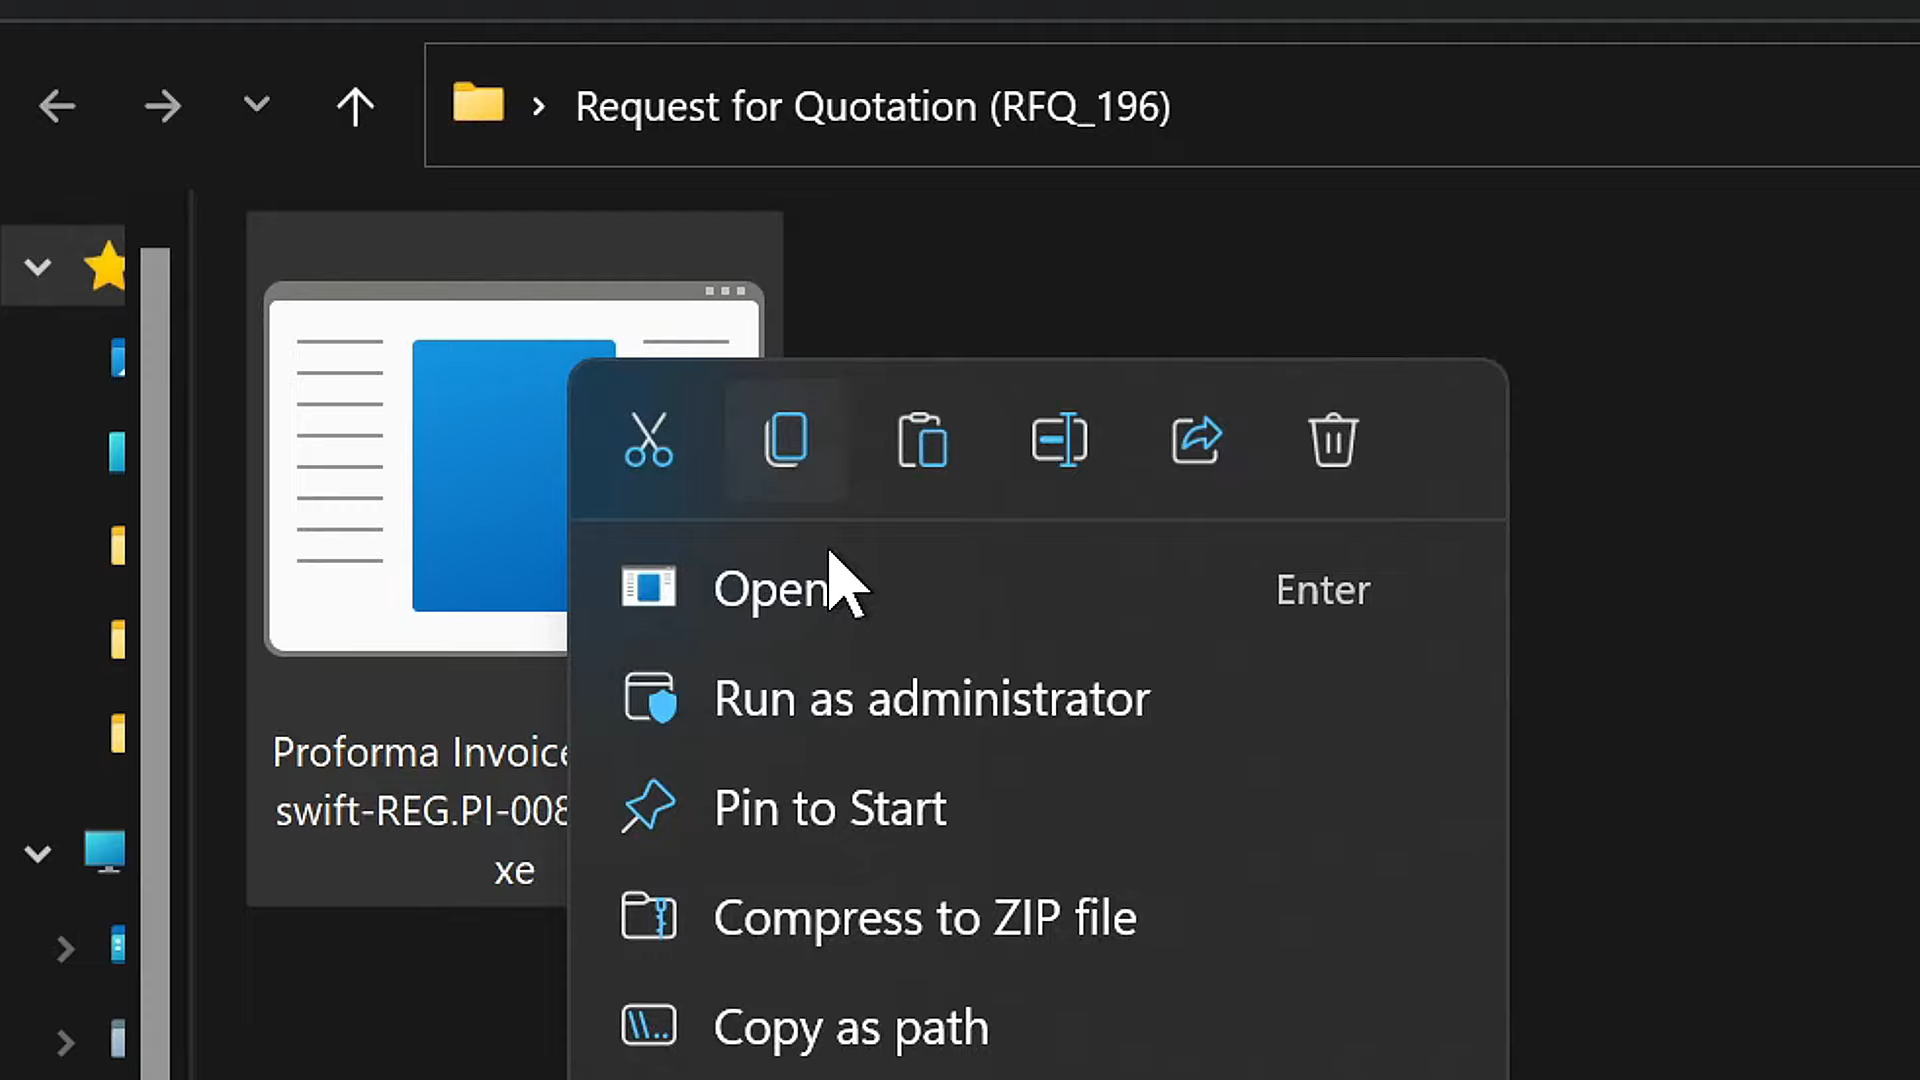 Request for Quotation (RFQ_196)
Open
Enter
Run as administrator
Proforma Invoice
Pin to Start
swift-REG.PI-008
xe
Compress to ZIP file
Copy as path